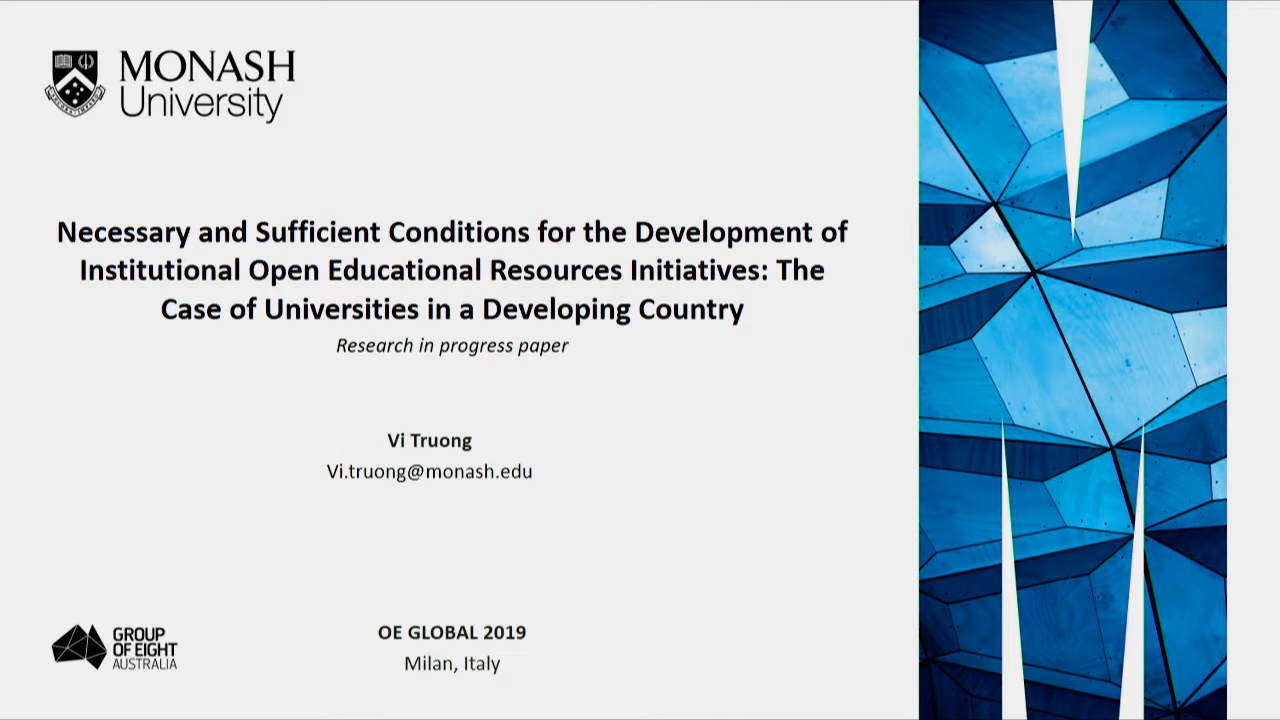 MONASH
University
Necessary and Sufficient Conditions for the Development of
Institutional Open Educational Resources Initiatives: The
Case of Universities in a Developing Country
Research in progress paper
Vi Truong
Vi.truong@monash.edu
GROUP
OF EIGHT
AUSTRALIA
OE GLOBAL 2019
Milan, Italy